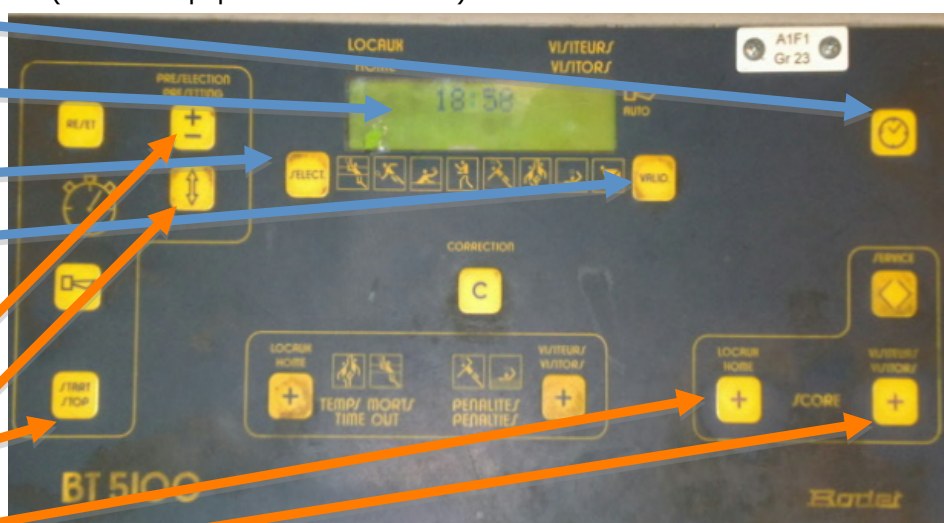 LOCAUX
HOME
VISITEURS
VISITORS
A1F1
Gr 23
PRESELECTION
PRESETTING
18:58
AUTO
RESET
+
−
SELECT.
VALID.
CORRECTION
C
SERVICE
LOCAUX
HOME
VISITEURS
VISITORS
LOCAUX
HOME
VISITEURS
VISITORS
START
STOP
+
TEMPS MORTS
TIME OUT
PENALITES
PENALTIES
+
+
SCORE
+
BT 5100
Bodet